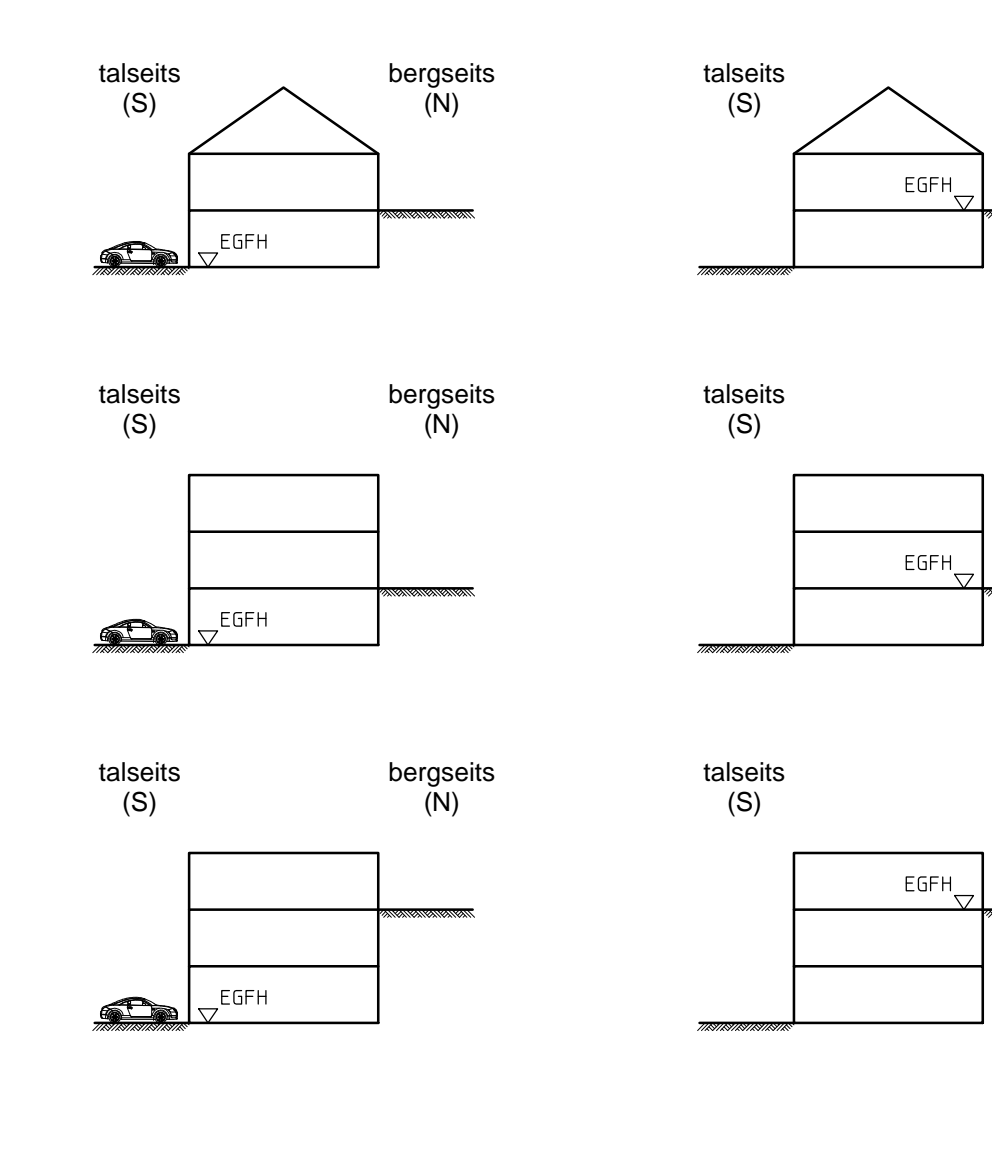 talseits
(S)
bergseits
(N)
talseits
(S)
EGFH
EGFH
talseits
(S)
bergseits
(N)
talseits
(S)
EGFH
EGFH
talseits
(S)
bergseits
(N)
talseits
(S)
EGFH
EGFH